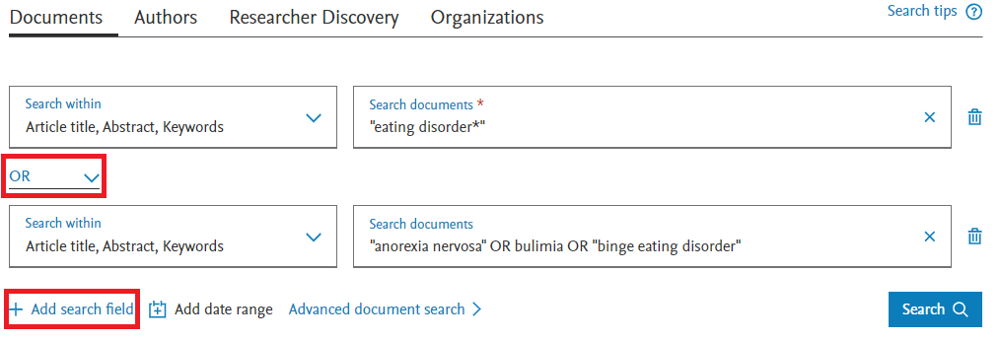 Documents Authors Researcher Discovery Organizations Search tips ?
Search within
Article title, Abstract, Keywords
Search documents *
"eating disorder*"
OR
Search within
Article title, Abstract, Keywords
Search documents
"anorexia nervosa" OR bulimia OR "binge eating disorder"
+ Add search field Add date range Advanced document search > Search